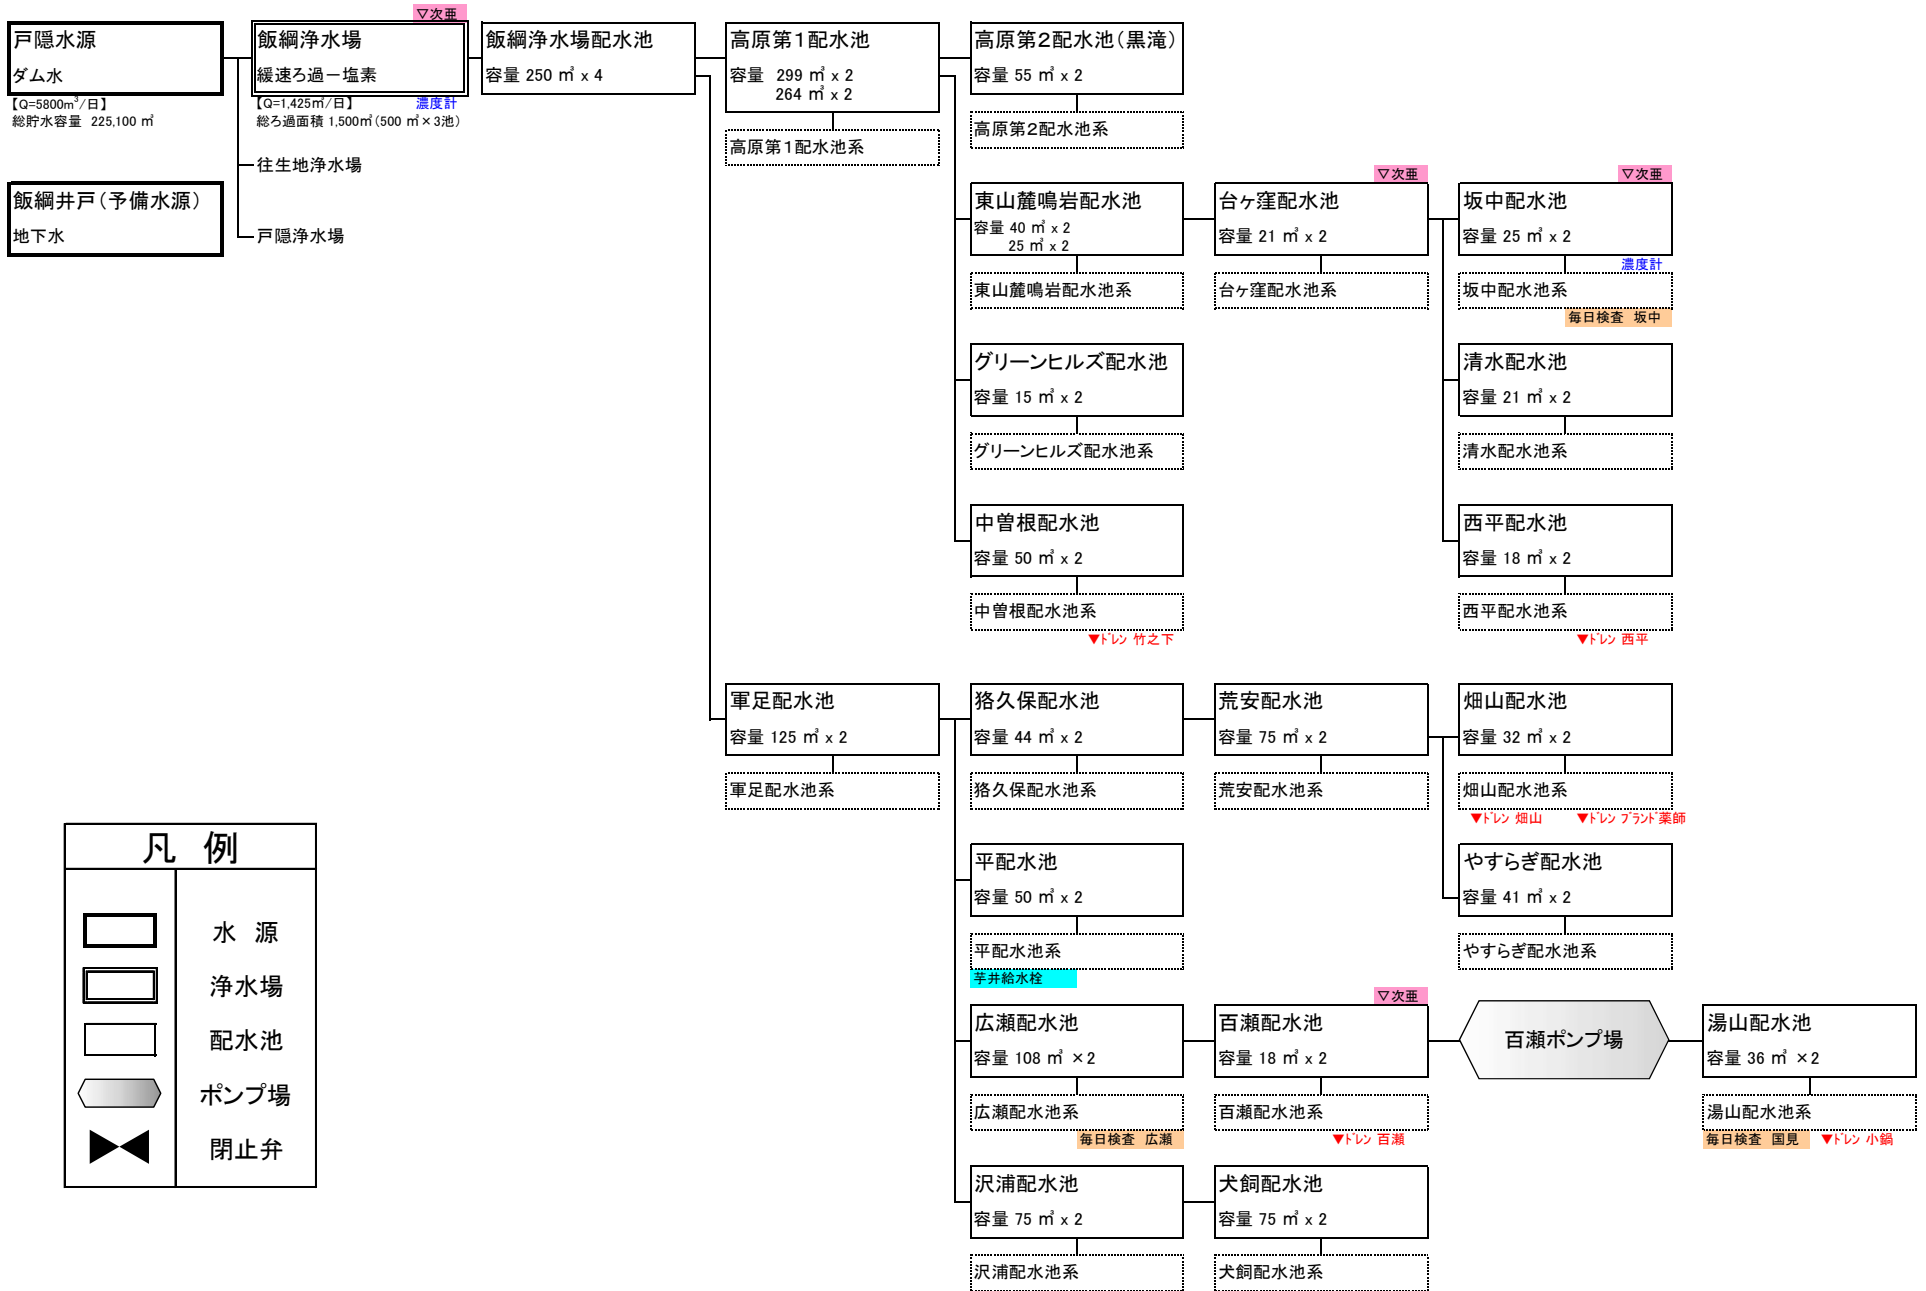 戸隠水源
ダム水
【Q=5800m³/日】
総貯水容量 225,100 ㎥
飯綱井戸(予備水源)
地下水
▽次亜
飯綱浄水場
緩速ろ過－塩素
【Q=1,425㎥/日】
濃度計
総ろ過面積 1,500㎡(500 ㎡×3池)
往生地浄水場
戸隠浄水場
飯綱浄水場配水池
容量 250 ㎥ x 4
高原第1配水池
容量 299 ㎥ x 2
264 ㎥ x 2
高原第1配水池系
高原第2配水池(黒滝)
容量 55 ㎥ x 2
高原第2配水池系
東山麓鳴岩配水池
容量 40 ㎥ x 2
25 ㎥ x 2
東山麓鳴岩配水池系
▽次亜
台ヶ窪配水池
容量 21 ㎥ x 2
台ヶ窪配水池系
▽次亜
坂中配水池
容量 25 ㎥ x 2
濃度計
坂中配水池系
毎日検査 坂中
グリーンヒルズ配水池
容量 15 ㎥ x 2
グリーンヒルズ配水池系
清水配水池
容量 21 ㎥ x 2
清水配水池系
中曽根配水池
容量 50 ㎥ x 2
中曽根配水池系
▼ドレン 竹之下
西平配水池
容量 18 ㎥ x 2
西平配水池系
▼ドレン 西平
軍足配水池
容量 125 ㎥ x 2
軍足配水池系
狢久保配水池
容量 44 ㎥ x 2
狢久保配水池系
荒安配水池
容量 75 ㎥ x 2
荒安配水池系
畑山配水池
容量 32 ㎥ x 2
畑山配水池系
▼ドレン 畑山
▼ドレン ブランド薬師
平配水池
容量 50 ㎥ x 2
平配水池系
芋井給水栓
やすらぎ配水池
容量 41 ㎥ x 2
やすらぎ配水池系
広瀬配水池
容量 108 ㎥ ×2
広瀬配水池系
毎日検査 広瀬
▽次亜
百瀬配水池
容量 18 ㎥ x 2
百瀬配水池系
▼ドレン 百瀬
百瀬ポンプ場
湯山配水池
容量 36 ㎥ ×2
湯山配水池系
毎日検査 国見
▼ドレン 小鍋
沢浦配水池
容量 75 ㎥ x 2
沢浦配水池系
犬飼配水池
容量 75 ㎥ x 2
犬飼配水池系
凡 例
水 源
浄水場
配水池
ポンプ場
閉止弁